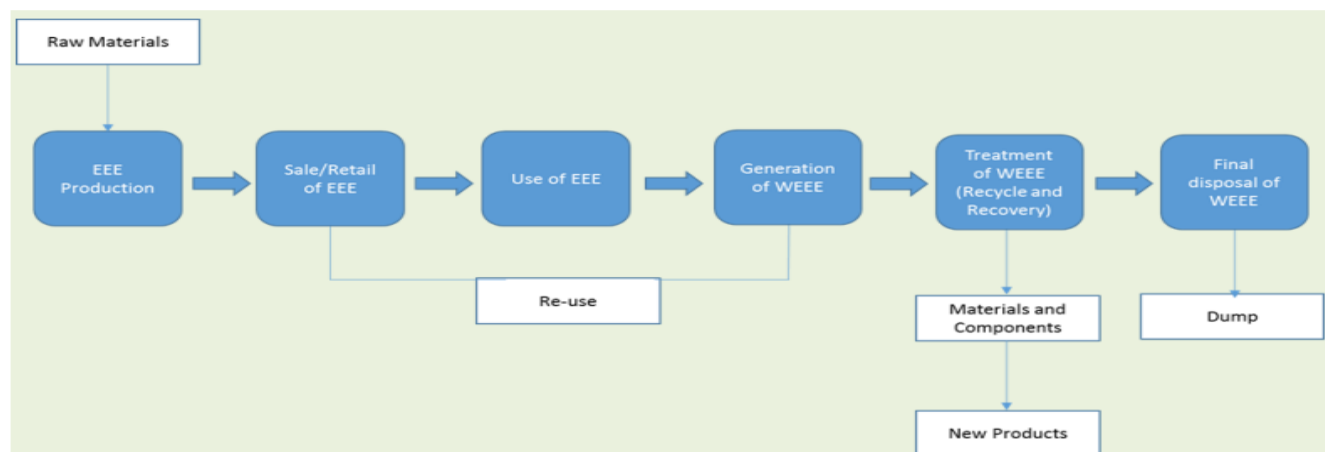 Raw Materials
EEE
Production
Sale/Retail
of EEE
Use of EEE
Generation
of WEEE
Treatment
of WEEE
(Recycle and
Recovery)
Final
disposal of
WEEE
Re-use
Materials and
Components
Dump
New Products